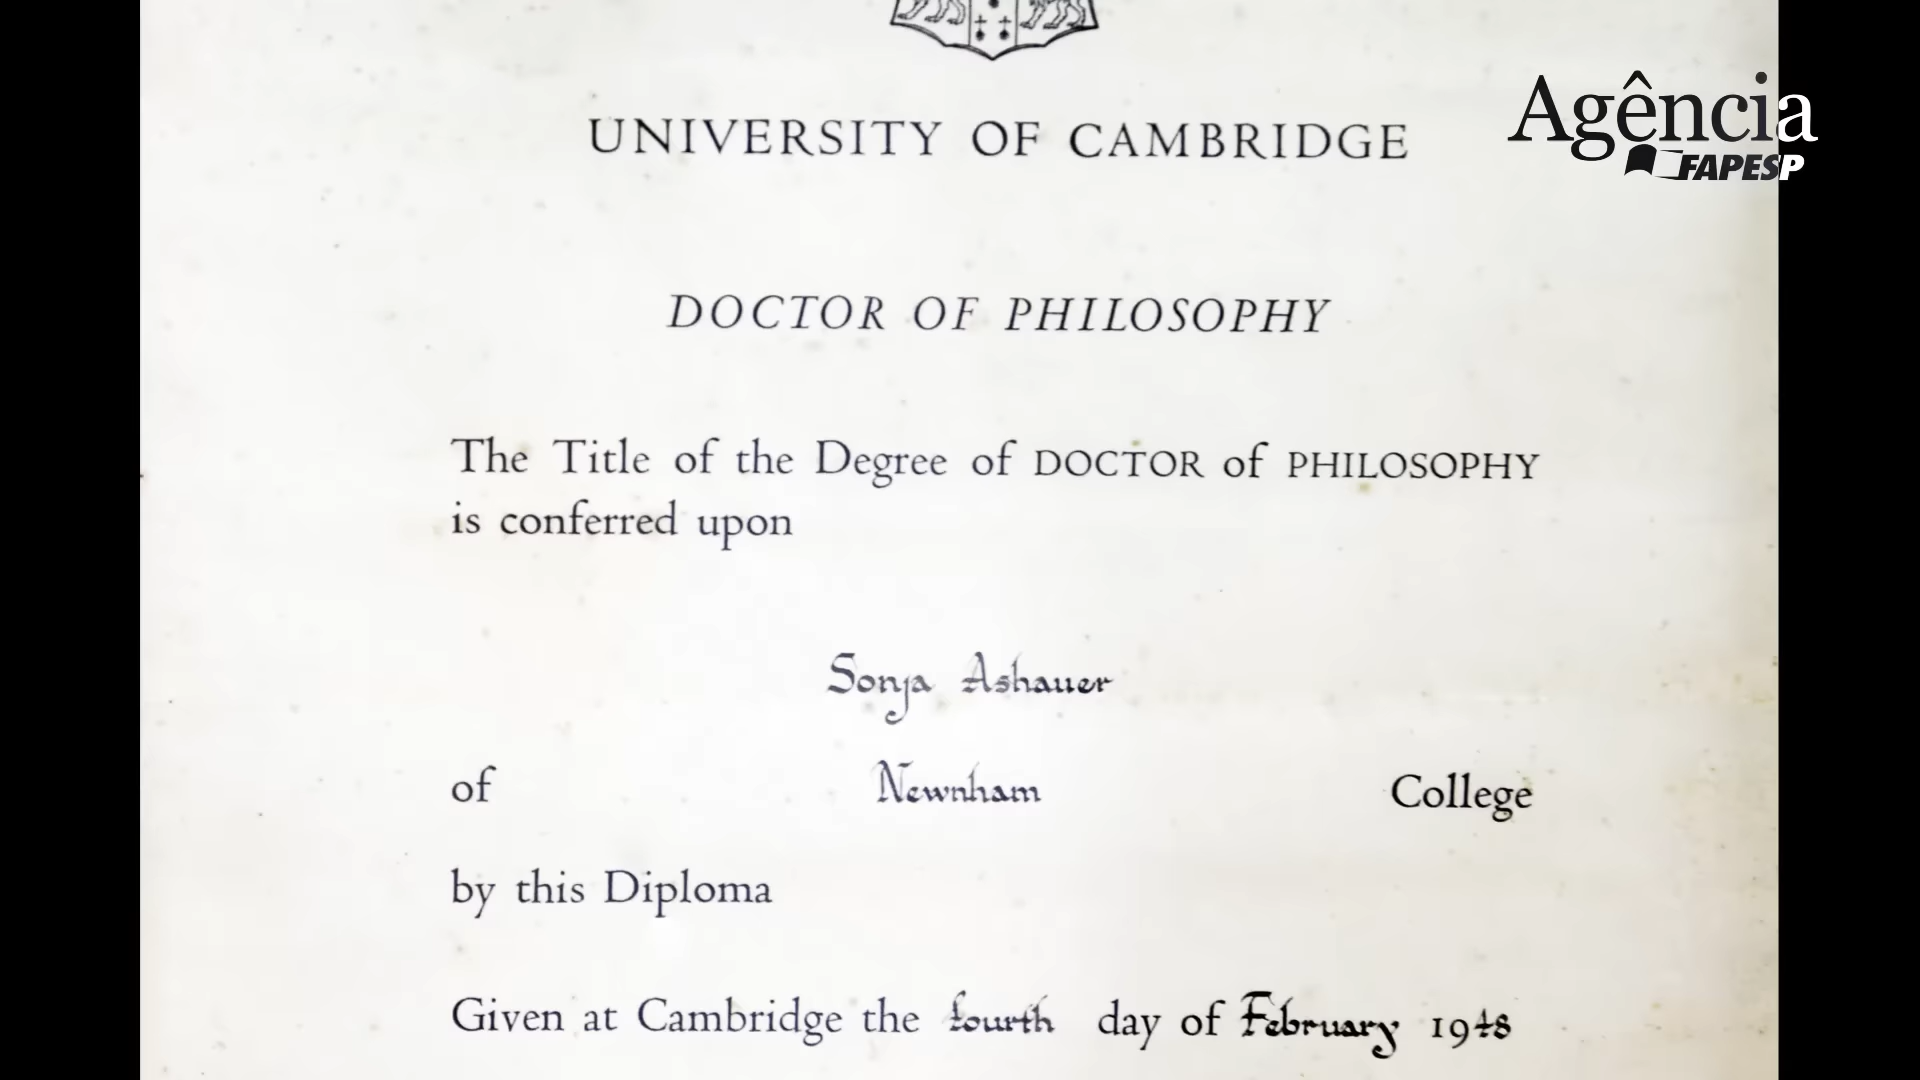 Agência
FAPESP
UNIVERSITY OF CAMBRIDGE
DOCTOR OF PHILOSOPHY
The Title of the Degree of DOCTOR of PHILOSOPHY
is conferred upon
Sonja Ashauer
of Newnham College
by this Diploma
Given at Cambridge the fourth day of February 1948